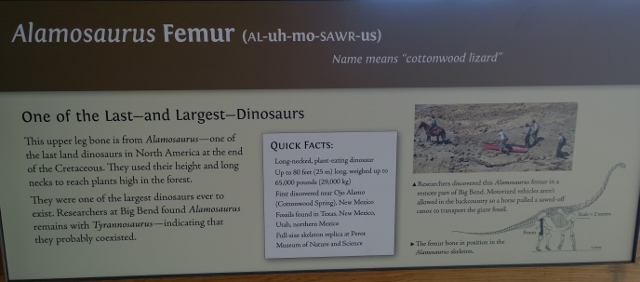 Alamosaurus Femur (AL-uh-mo-SAWR-us)
Name means "cottonwood lizard"
One of the Last—and Largest—Dinosaurs
This upper leg bone is from Alamosaurus—one of
the last land dinosaurs in North America at the end
of the Cretaceous. They used their height and long
necks to reach plants high in the forest.
They were one of the largest dinosaurs ever to
exist. Researchers at Big Bend found Alamosaurus
remains with Tyrannosaurus—indicating that
they probably coexisted.
QUICK FACTS:
Long-necked, plant-eating dinosaur
Up to 80 feet (25 m) long, weighed up to
65,000 pounds (29,000 kg)
First discovered near Ojo Alamo
(Cottonwood Spring), New Mexico
Fossils found in Texas, New Mexico,
Utah, northern Mexico
Full-size skeleton replica at Perot
Museum of Nature and Science
▲ Researchers discovered this Alamosaurus femur in a
remote part of Big Bend. Motorized vehicles aren't
allowed in the backcountry so a horse pulled a sawed-off
canoe to transport the giant fossil.
▶ The femur bone in position in the
Alamosaurus skeleton.
Femur